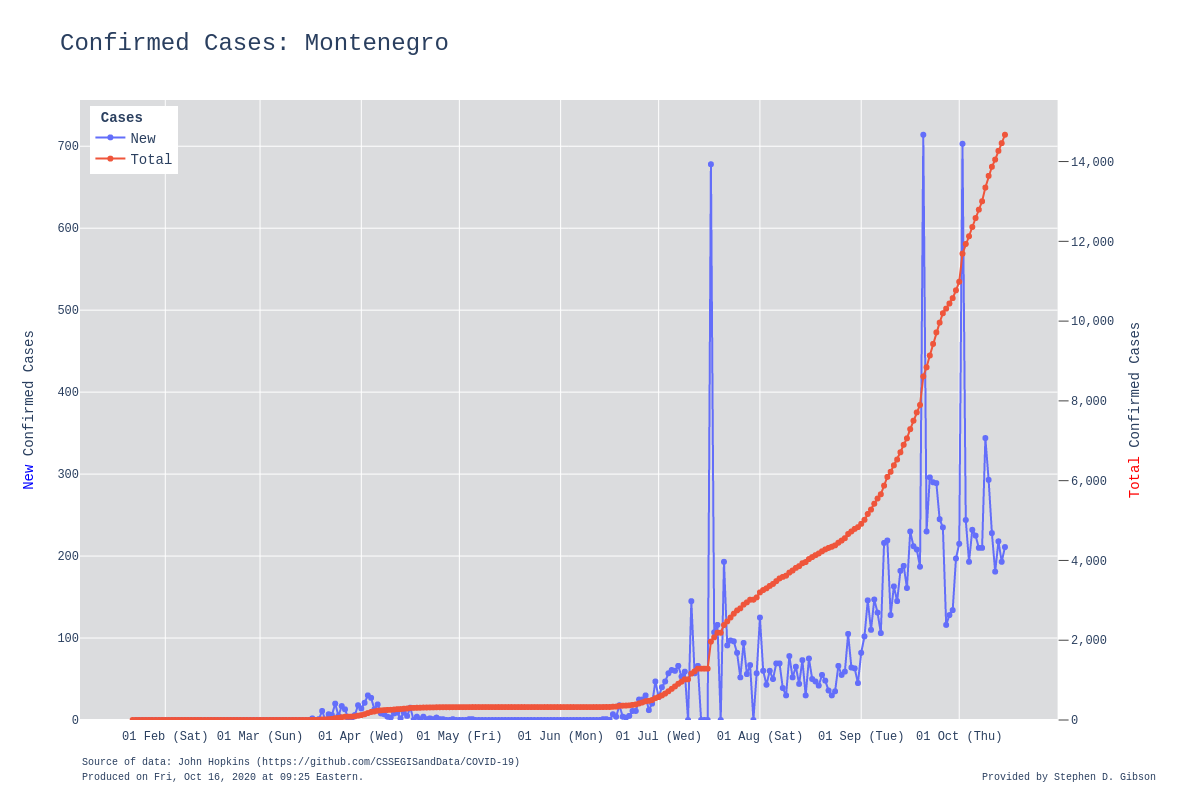 Confirmed Cases: Montenegro
Cases
New
Total
700
600
500
400
300
200
100
0
14,000
12,000
10,000
8,000
6,000
4,000
2,000
0
New Confirmed Cases
Total Confirmed Cases
01 Feb (Sat) 01 Mar (Sun) 01 Apr (Wed) 01 May (Fri) 01 Jun (Mon) 01 Jul (Wed) 01 Aug (Sat) 01 Sep (Tue) 01 Oct (Thu)
Source of data: John Hopkins (https://github.com/CSSEGISandData/COVID-19)
Produced on Fri, Oct 16, 2020 at 09:25 Eastern.
Provided by Stephen D. Gibson